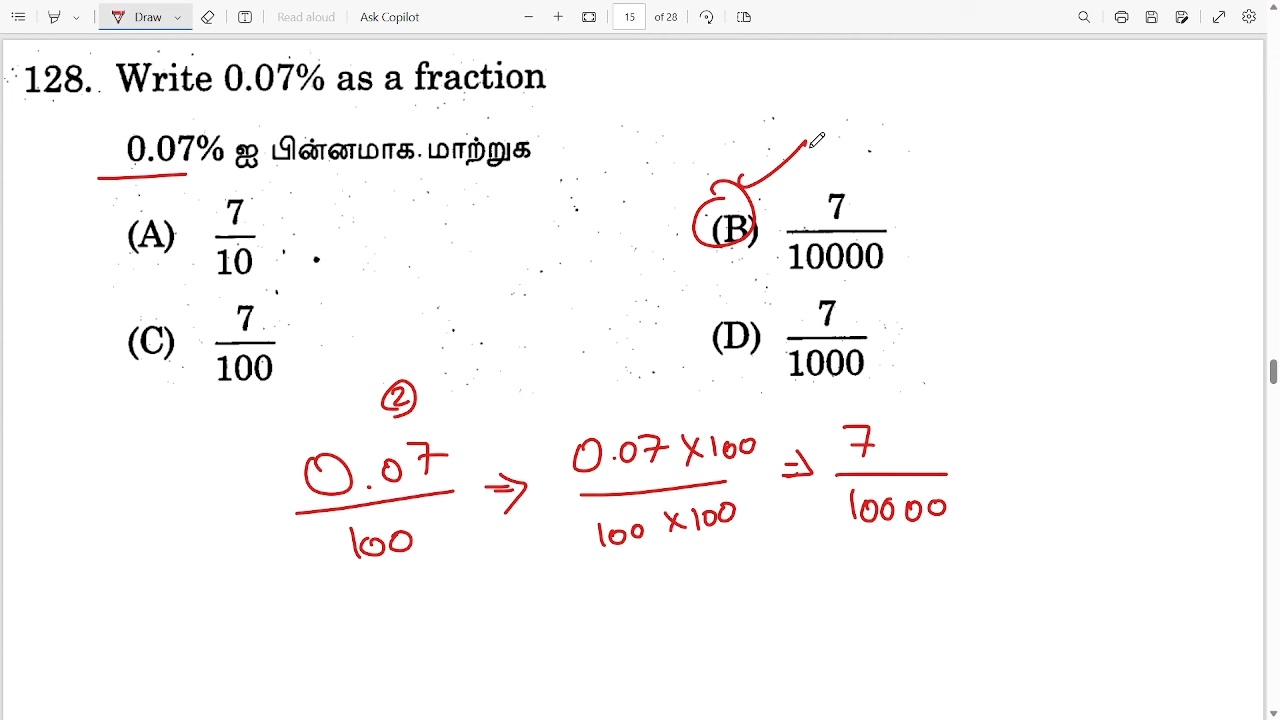 Draw Read aloud Ask Copilot 15 of 28
128. Write 0.07% as a fraction
0.07% ஐ பின்னமாக மாற்றுக
(A) 7/10 (B) 7/10000
(C) 7/100 (D) 7/1000
②
0.07/100 ⇒ 0.07 × 100/100 × 100 ⇒ 7/10000